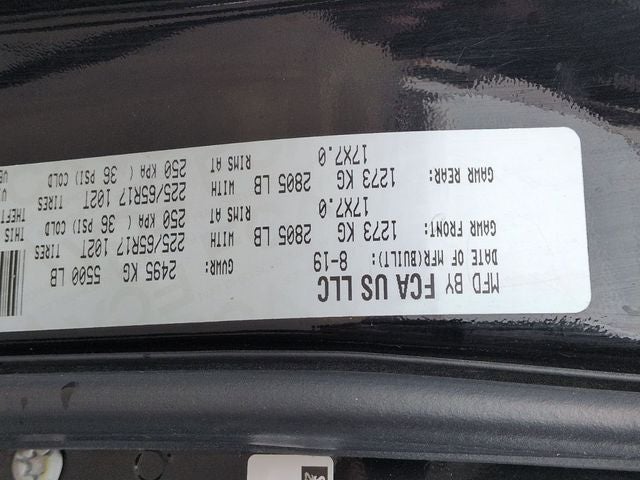 MFD BY FCA US LLC
DATE OF MFR(BUILT): 8-19 GVWR: 2495 KG 5500 LB
GAWR FRONT: 1273 KG 2805 LB WITH 225/65R17 102T TIRES THIS
17X7.0 RIMS AT 250 KPA ( 36 PSI) COLD THEFT
GAWR REAR: 1273 KG 2805 LB WITH 225/65R17 102T TIRES
17X7.0 RIMS AT 250 KPA ( 36 PSI) COLD